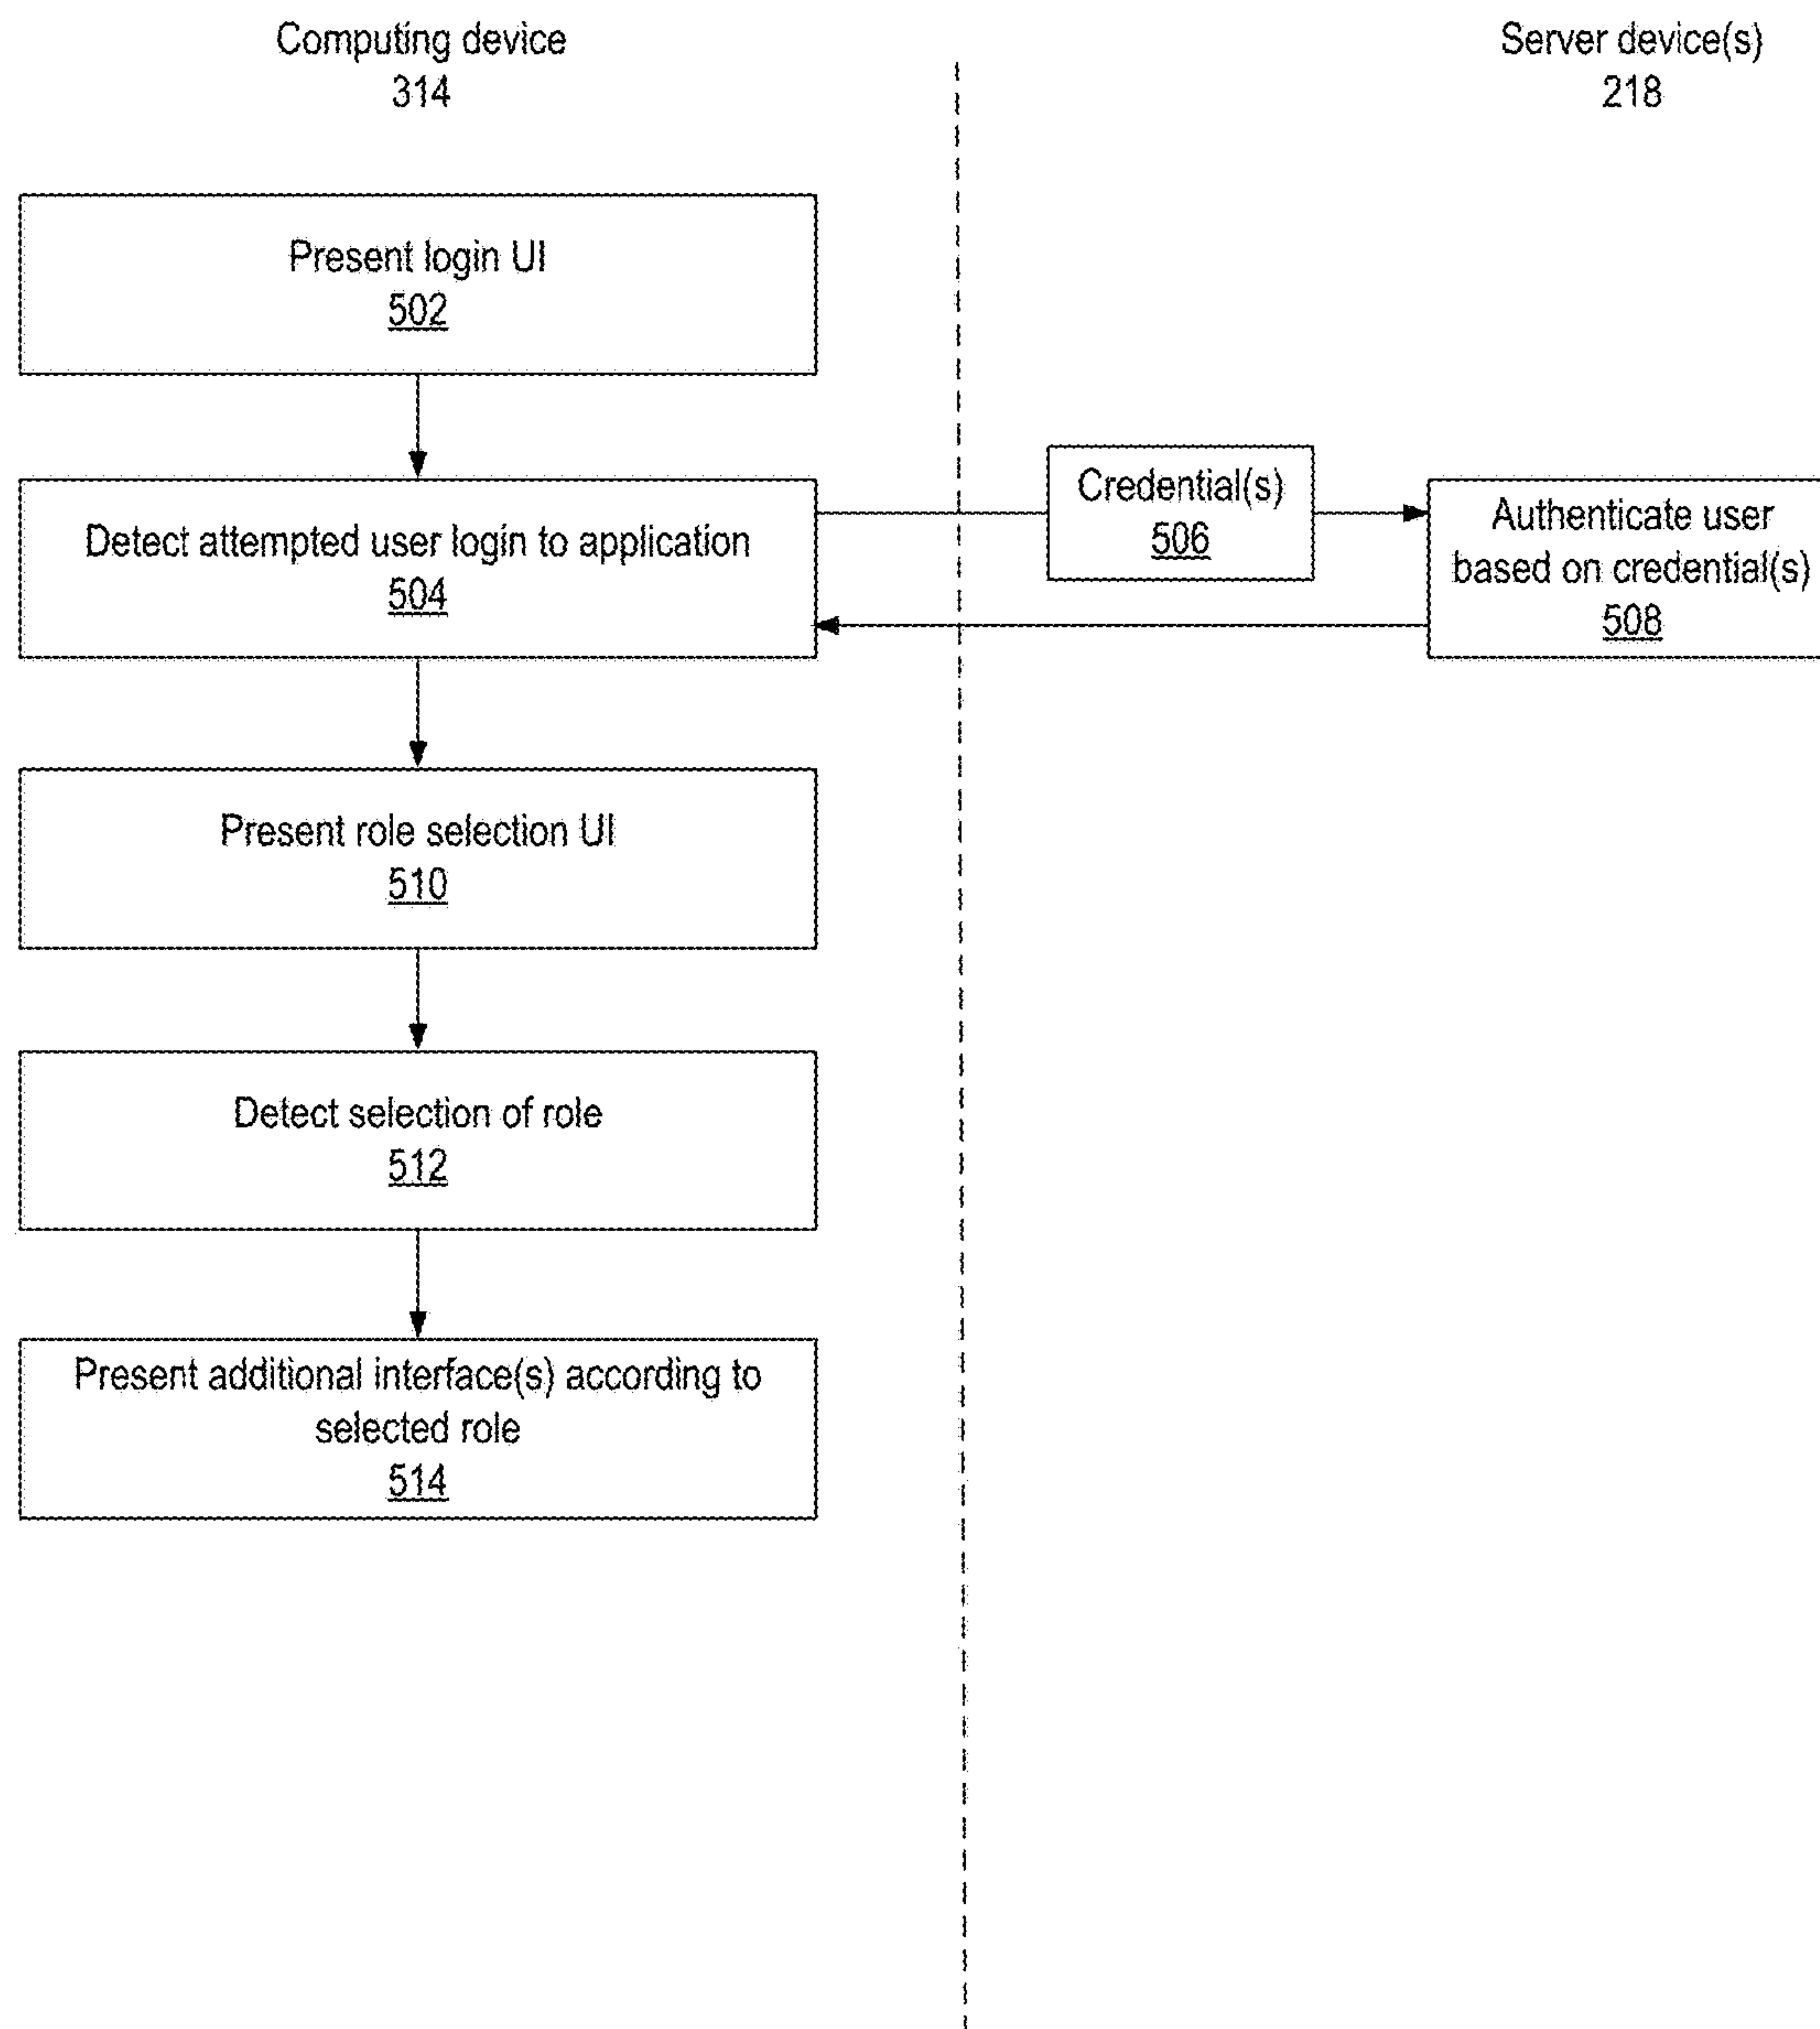 Computing device
314
Server device(s)
218
Present login UI
502
Detect attempted user login to application
504
Credential(s)
506
Authenticate user
based on credential(s)
508
Present role selection UI
510
Detect selection of role
512
Present additional interface(s) according to
selected role
514